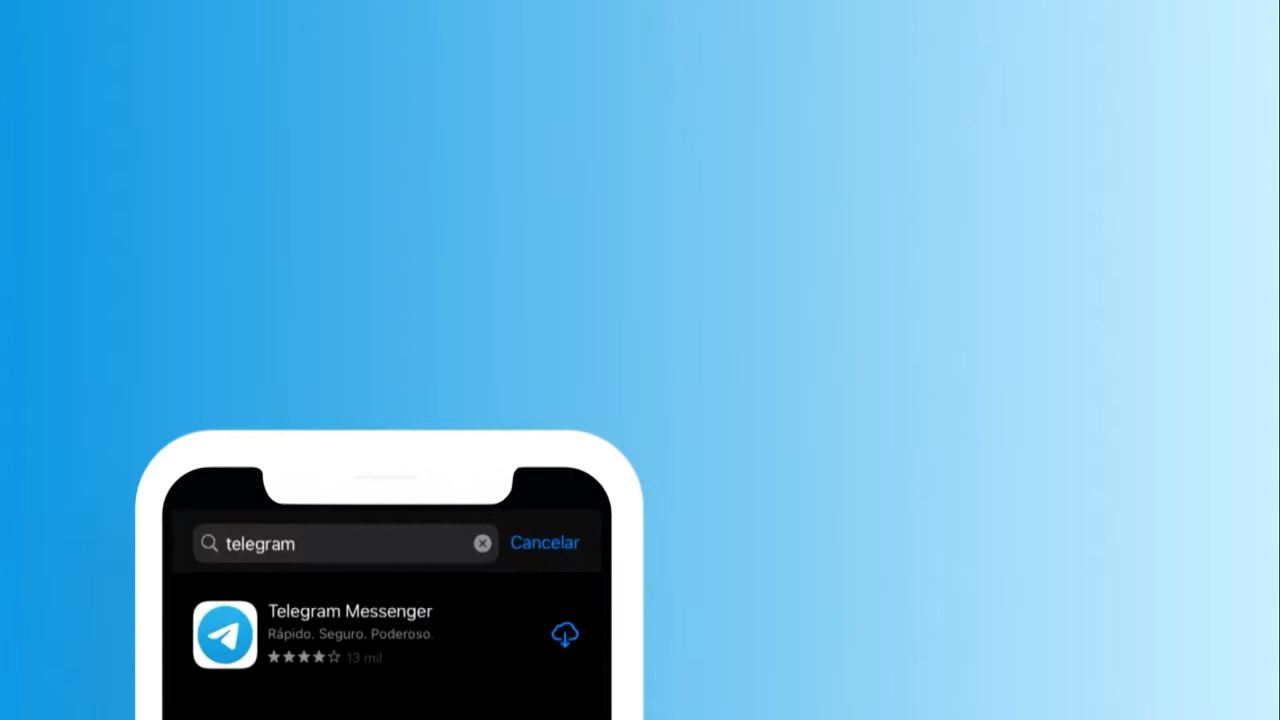 telegram
Cancelar
Telegram Messenger
Rápido. Seguro. Poderoso.
13 mil